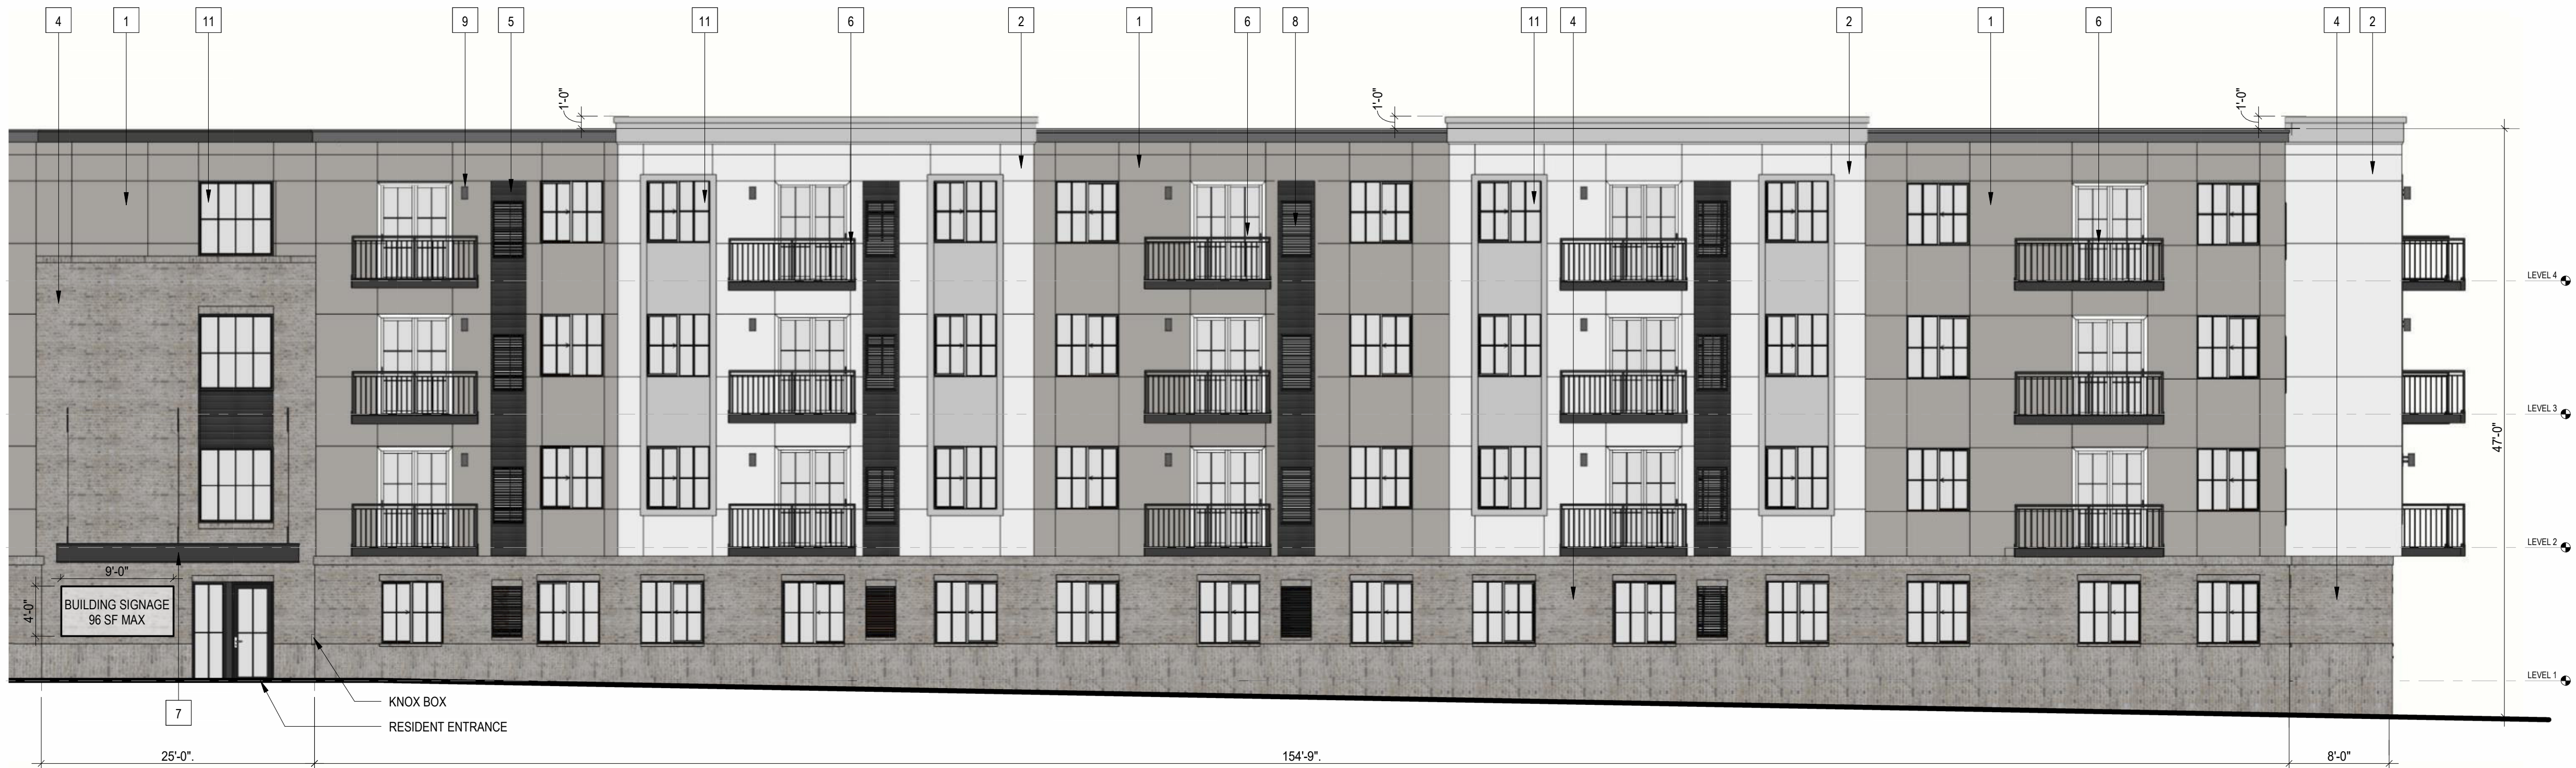 4 1 11 9 5 11 6 2 1 6 8 11 4 2 1 6 4 2
1'-0" 1'-0" 1'-0"
LEVEL 4
LEVEL 3
47'-0"
LEVEL 2
9'-0"
4'-0"
BUILDING SIGNAGE
96 SF MAX
LEVEL 1
KNOX BOX
7
RESIDENT ENTRANCE
25'-0". 154'-9". 8'-0"